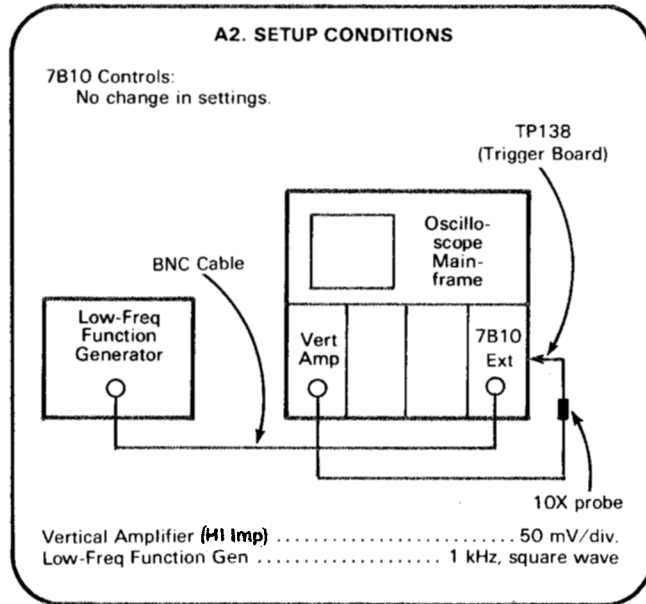 A2. SETUP CONDITIONS
7B10 Controls:
No change in settings.
TP138
(Trigger Board)
BNC Cable
Oscillo-
scope
Main-
frame
Low-Freq
Function
Generator
Vert
Amp
7B10
Ext
10X probe
Vertical Amplifier (HI Imp) .......................... 50 mV/div.
Low-Freq Function Gen .................... 1 kHz, square wave